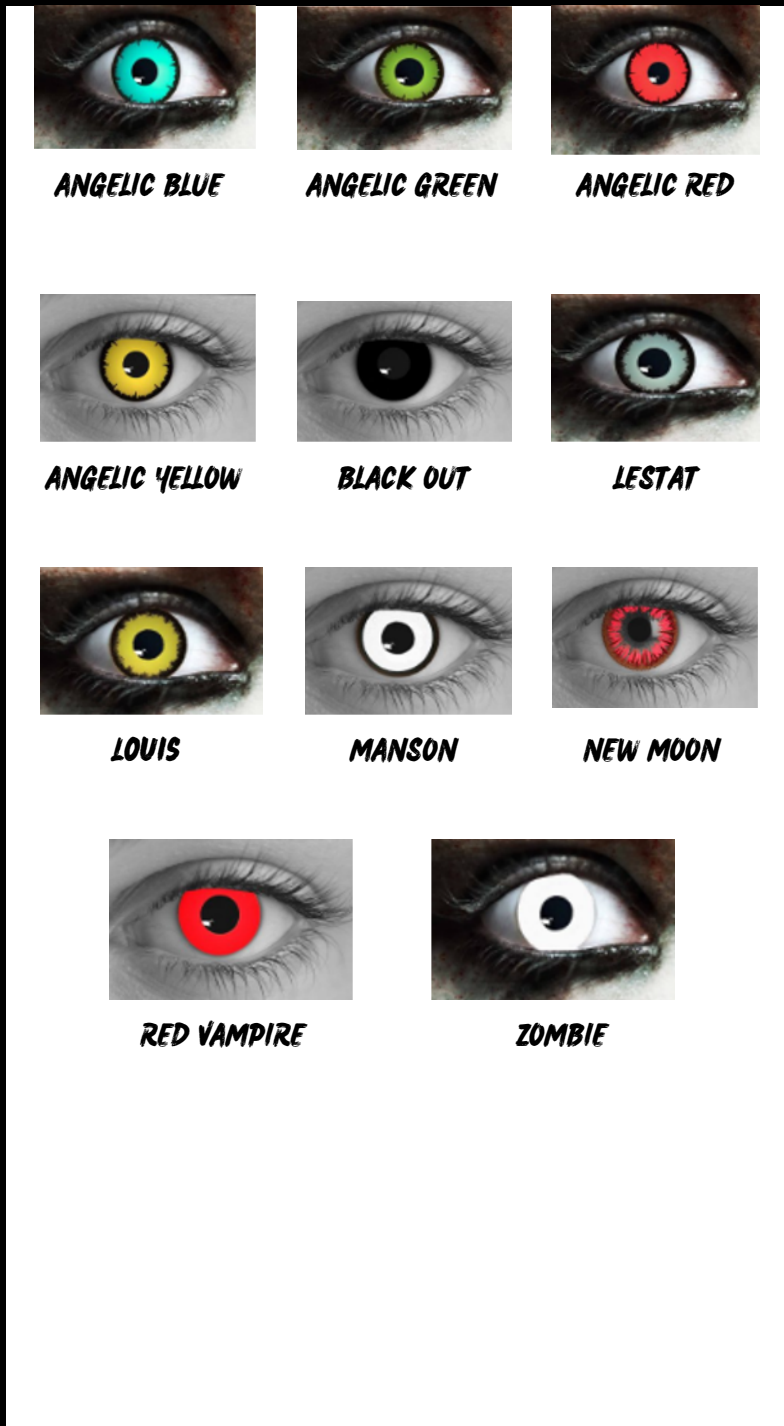 ANGELIC BLUE
ANGELIC GREEN
ANGELIC RED
ANGELIC YELLOW
BLACK OUT
LESTAT
LOUIS
MANSON
NEW MOON
RED VAMPIRE
ZOMBIE